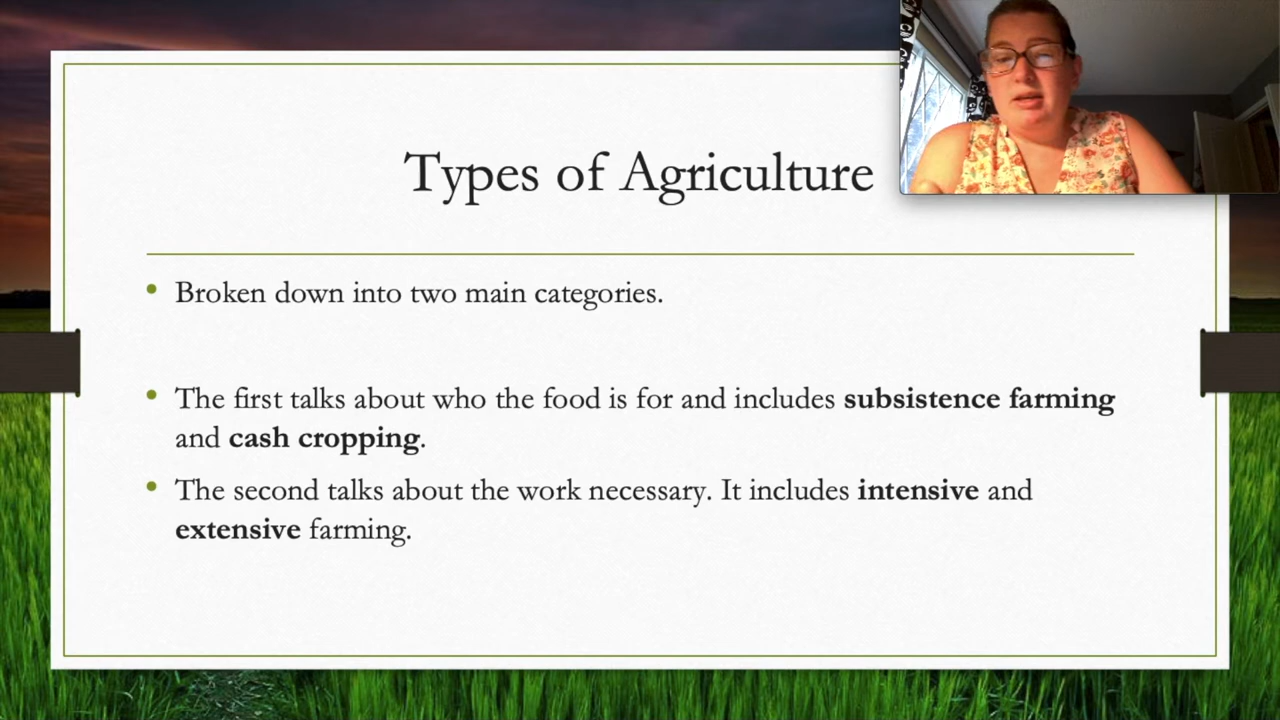 Types of Agriculture
Broken down into two main categories.
The first talks about who the food is for and includes subsistence farming
and cash cropping.
The second talks about the work necessary. It includes intensive and
extensive farming.